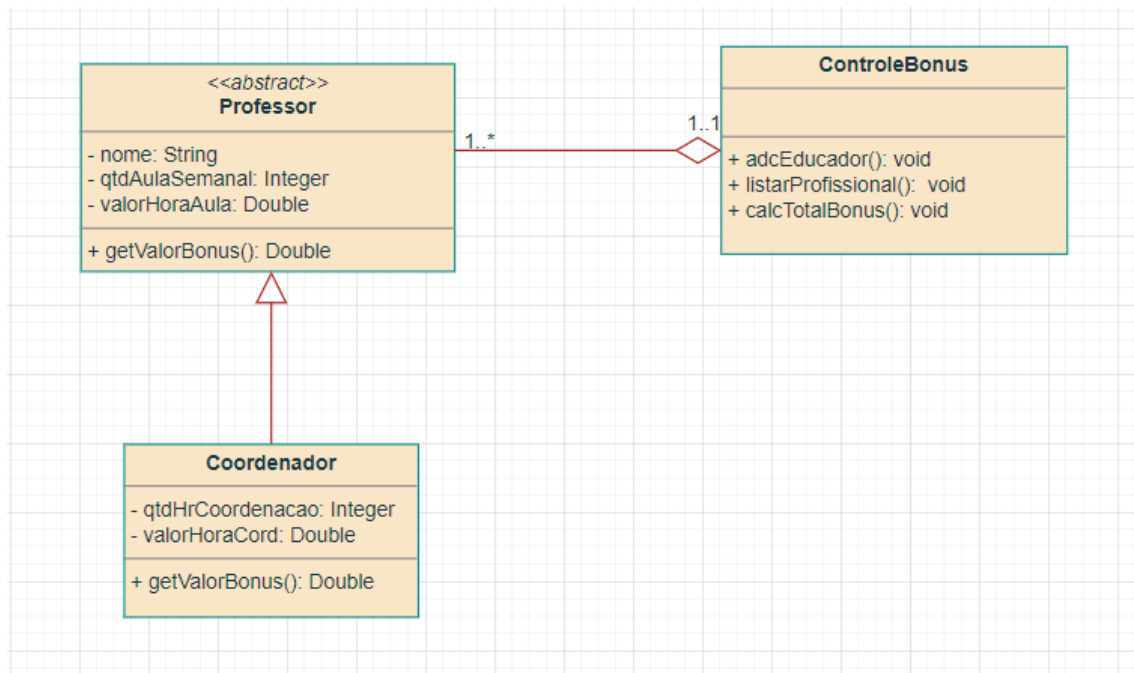 <<abstract>>
Professor
- nome: String
- qtdAulaSemanal: Integer
- valorHoraAula: Double
+ getValorBonus(): Double
1..*
1..1
ControleBonus
+ adcEducador(): void
+ listarProfissional():  void
+ calcTotalBonus(): void
Coordenador
- qtdHrCoordenacao: Integer
- valorHoraCord: Double
+ getValorBonus(): Double